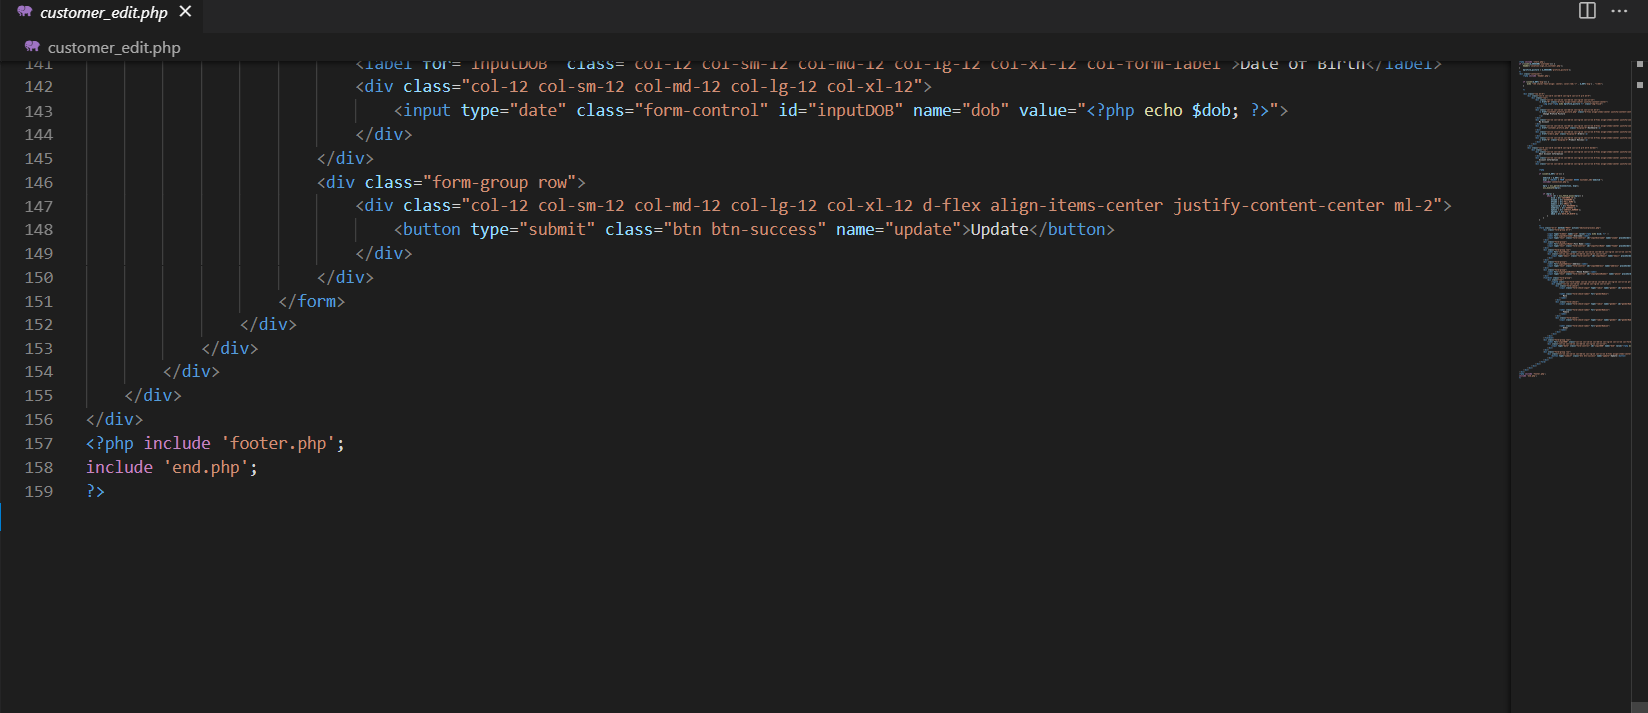 customer_edit.php
customer_edit.php
141 <label for="inputDOB" class="col-12 col-sm-12 col-md-12 col-lg-12 col-xl-12 col-form-label">Date of Birth</label>
142 <div class="col-12 col-sm-12 col-md-12 col-lg-12 col-xl-12">
143 <input type="date" class="form-control" id="inputDOB" name="dob" value="<?php echo $dob; ?>">
144 </div>
145 </div>
146 <div class="form-group row">
147 <div class="col-12 col-sm-12 col-md-12 col-lg-12 col-xl-12 d-flex align-items-center justify-content-center ml-2">
148 <button type="submit" class="btn btn-success" name="update">Update</button>
149 </div>
150 </div>
151 </form>
152 </div>
153 </div>
154 </div>
155 </div>
156 </div>
157 <?php include 'footer.php';
158 include 'end.php';
159 ?>